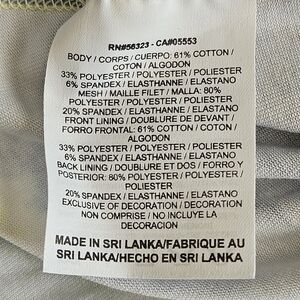 RN#56323 - CA#05553
BODY / CORPS / CUERPO: 61% COTTON /
COTON / ALGODON
33% POLYESTER / POLYESTER / POLIESTER
6% SPANDEX / ELASTHANNE / ELASTANO
MESH / MAILLE FILET / MALLA: 80%
POLYESTER / POLYESTER / POLIESTER
20% SPANDEX / ELASTHANNE / ELASTANO
FRONT LINING / DOUBLURE DE DEVANT /
FORRO FRONTAL: 61% COTTON / COTON /
ALGODON
33% POLYESTER / POLYESTER / POLIESTER
6% SPANDEX / ELASTHANNE / ELASTANO
BACK LINING / DOUBLURE DOS / FORRO Y
POSTERIOR: 80% POLYESTER / POLYESTER /
POLIESTER
20% SPANDEX / ELASTHANNE / ELASTANO
EXCLUSIVE OF DECORATION / DECORATION
NON COMPRISE / NO INCLUYE LA
DECORACION
MADE IN SRI LANKA/FABRIQUE AU
SRI LANKA/HECHO EN SRI LANKA